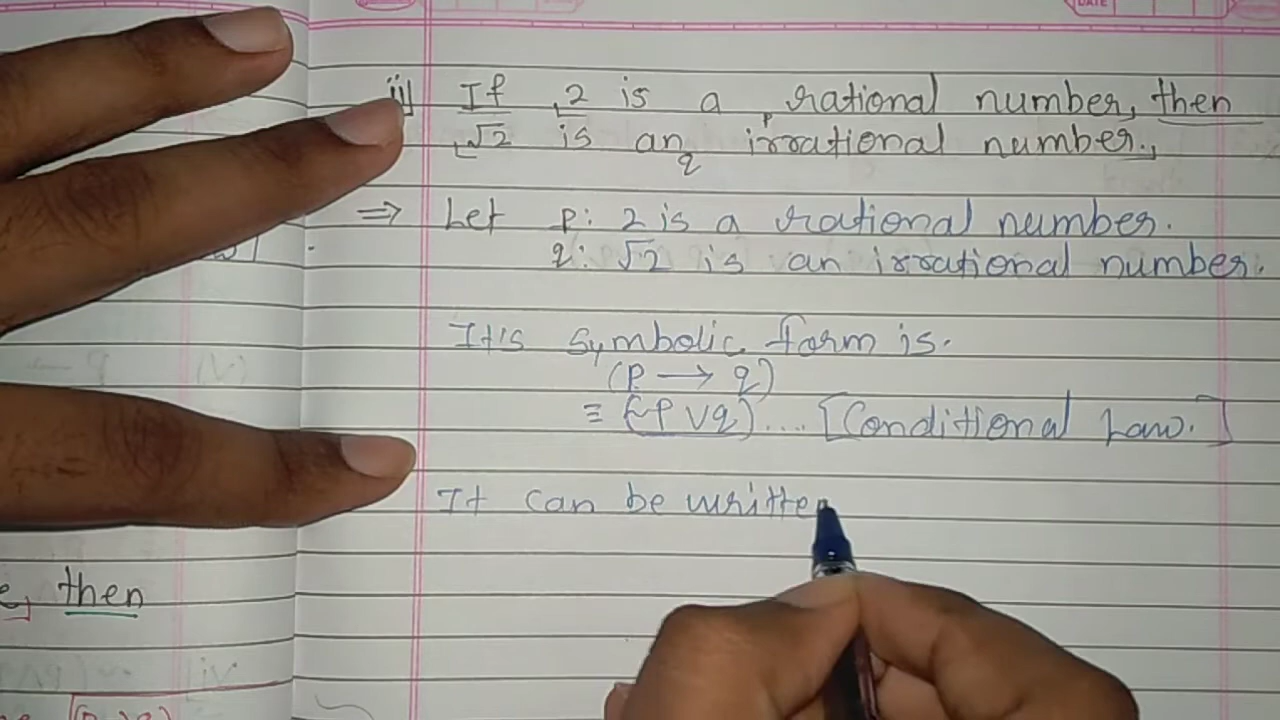 DATE
ii] If 2 is a rational number, then
p
√2 is an irrational number.,
q
⇒ Let p: 2 is a rational number.
q: √2 is an irrational number.
It's symbolic form is.
(p → q)
≡ (~p ∨ q) .... [Conditional Law.]
It can be written
e, then